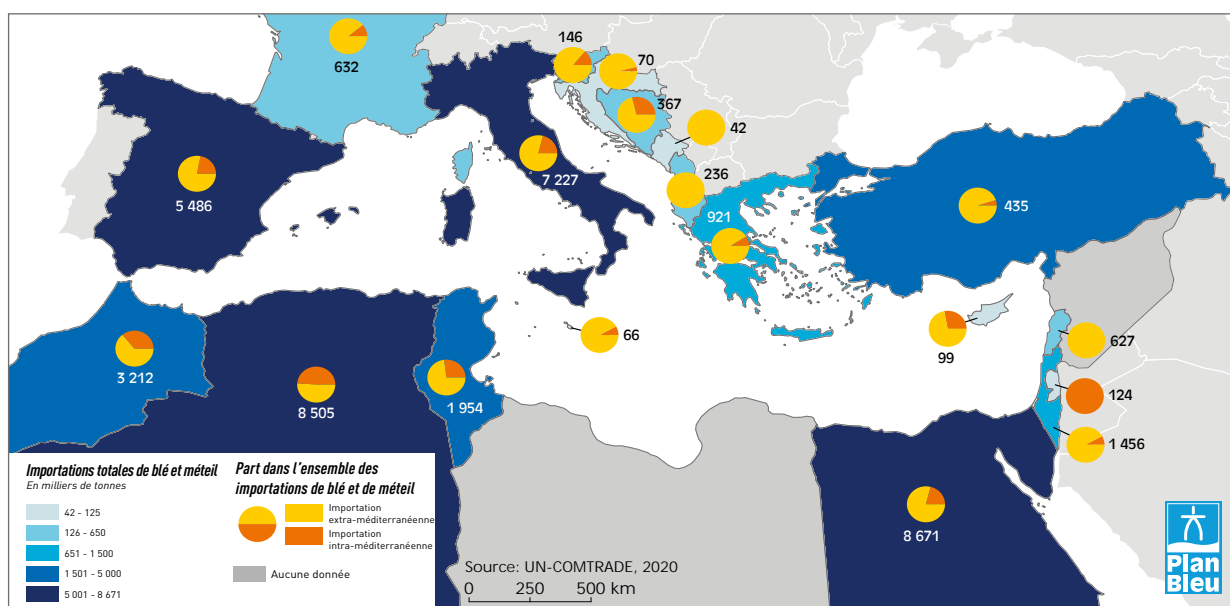 632
146
70
367
42
7 227
5 486
236
921
435
66
99
627
124
1 456
3 212
8 505
1 954
8 671
Importations totales de blé et méteil
En milliers de tonnes
42 - 125
126 - 650
651 - 1 500
1 501 - 5 000
5 001 - 8 671
Part dans l'ensemble des
importations de blé et de méteil
Importation
extra-méditerranéenne
Importation
intra-méditerranéenne
Aucune donnée
Source: UN-COMTRADE, 2020
0 250 500 km
Plan
Bleu